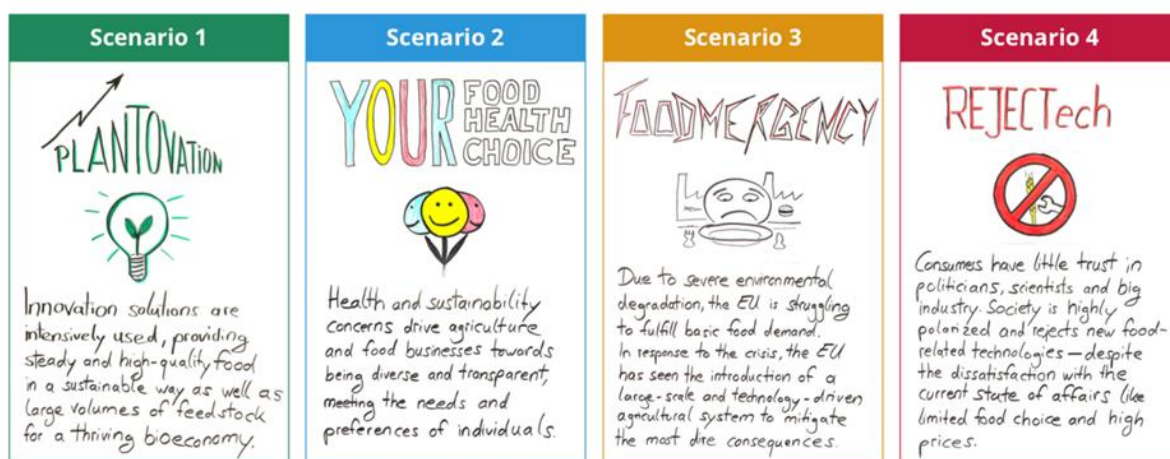 Scenario 1
PLANTOVATION
Innovation solutions are
intensively used, providing
steady and high-quality food
in a sustainable way as well as
large volumes of feedstock
for a thriving bioeconomy.
Scenario 2
YOUR FOOD
HEALTH
CHOICE
Health and sustainability
concerns drive agriculture
and food businesses towards
being diverse and transparent,
meeting the needs and
preferences of individuals.
Scenario 3
FOODMERGENCY
Due to severe environmental
degradation, the EU is struggling
to fulfill basic food demand.
In response to the crisis, the EU
has seen the introduction of a
large-scale and technology-driven
agricultural system to mitigate
the most dire consequences.
Scenario 4
REJECTech
Consumers have little trust in
politicians, scientists and big
industry. Society is highly
polarized and rejects new food-
related technologies — despite
the dissatisfaction with the
current state of affairs like
limited food choice and high
prices.